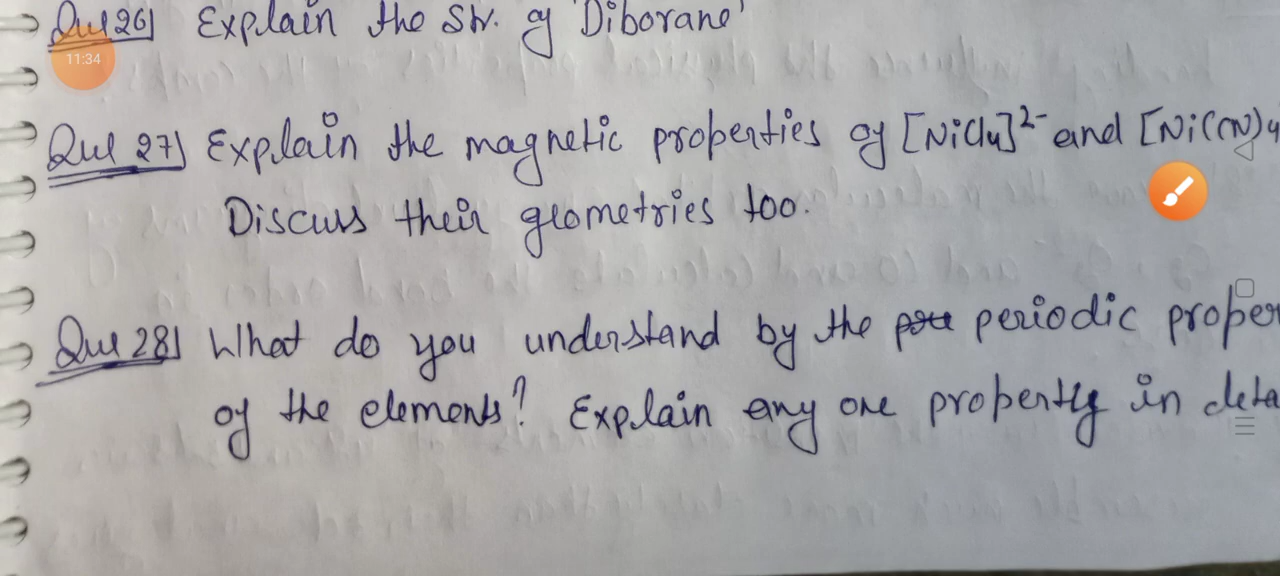 Que 26) Explain the Str. of 'Diborane'
11:34
Que 27) Explain the magnetic properties of [NiCl4]2- and [Ni(CN)4
Discuss their geometries too.
Que 28) What do you understand by the periodic proper
of the elements? Explain any one property in deta